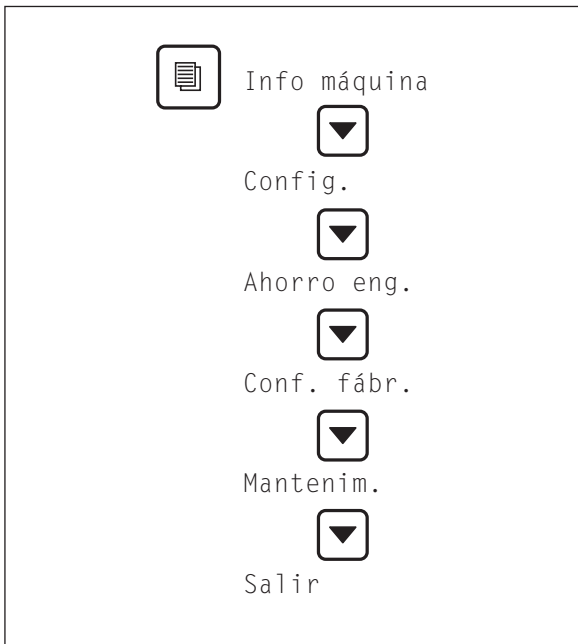 Info máquina
Config.
Ahorro eng.
Conf. fábr.
Mantenim.
Salir